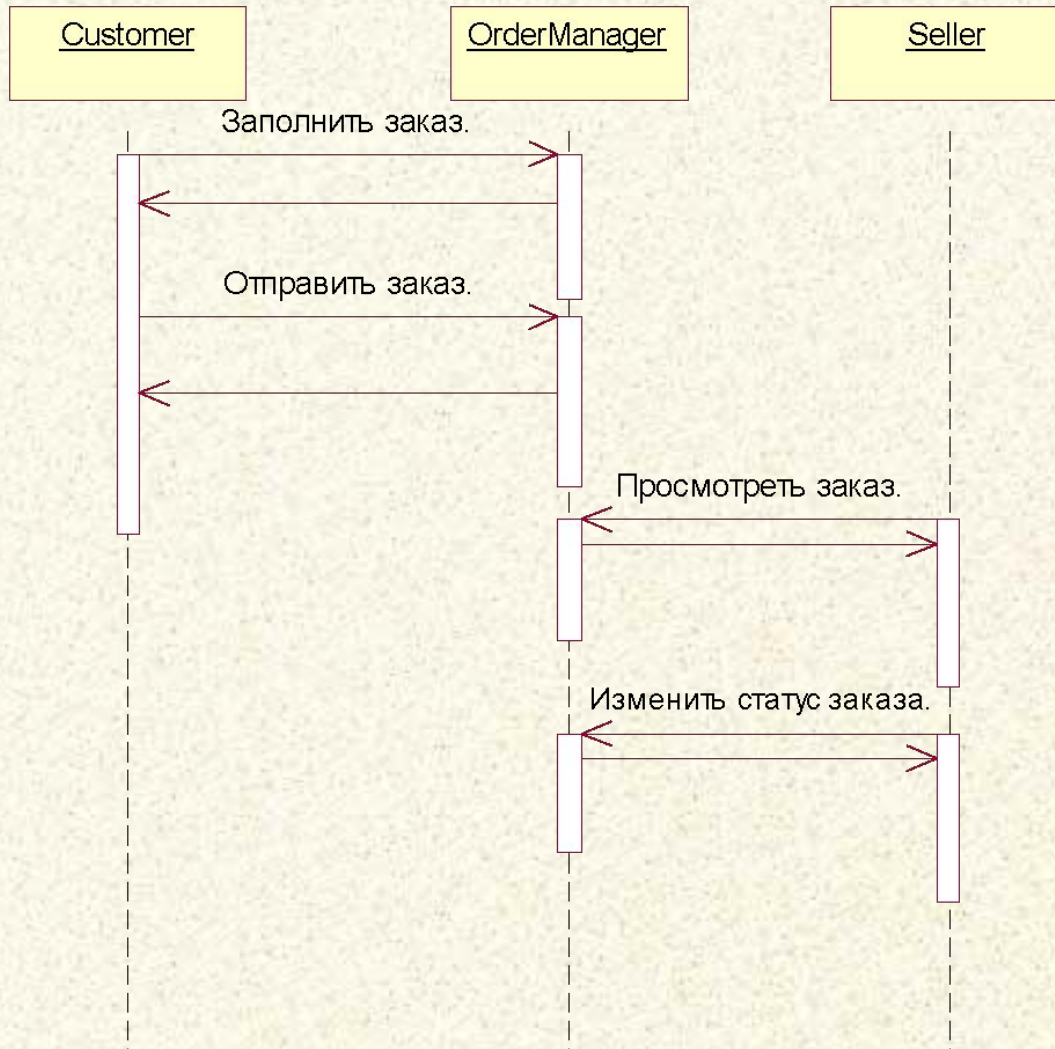 Customer
OrderManager
Seller
Заполнить заказ.
Отправить заказ.
Просмотреть заказ.
Изменить статус заказа.